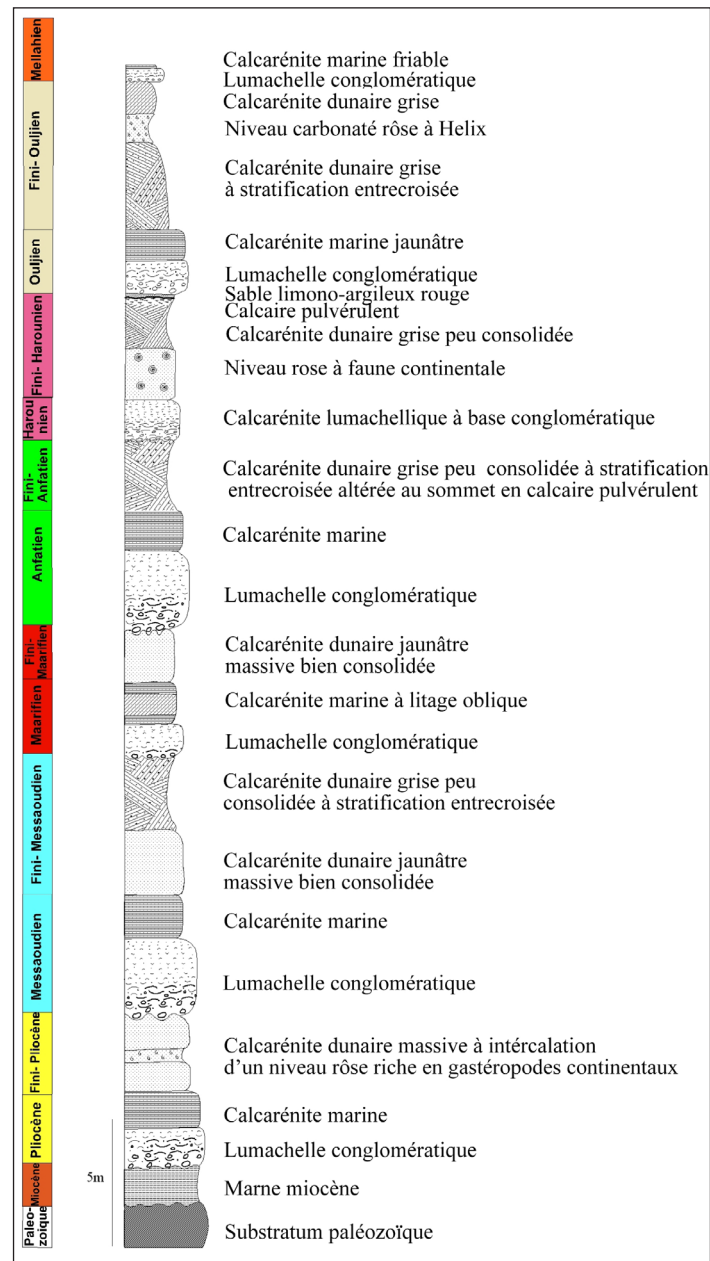 Mellahien
Calcarénite marine friable
Lumachelle conglomératique
Fini- Ouljien
Calcarénite dunaire grise
Niveau carbonaté rôse à Helix
Calcarénite dunaire grise
à stratification entrecroisée
Ouljien
Calcarénite marine jaunâtre
Lumachelle conglomératique
Fini- Harounien
Sable limono-argileux rouge
Calcaire pulvérulent
Calcarénite dunaire grise peu consolidée
Niveau rose à faune continentale
Harou
nien
Calcarénite lumachellique à base conglomératique
Fini-
Anfatien
Calcarénite dunaire grise peu consolidée à stratification
entrecroisée altérée au sommet en calcaire pulvérulent
Anfatien
Calcarénite marine
Lumachelle conglomératique
Fini-
Maarifien
Calcarénite dunaire jaunâtre
massive bien consolidée
Maarifien
Calcarénite marine à litage oblique
Lumachelle conglomératique
Fini- Messaoudien
Calcarénite dunaire grise peu
consolidée à stratification entrecroisée
Calcarénite dunaire jaunâtre
massive bien consolidée
Messaoudien
Calcarénite marine
Lumachelle conglomératique
Fini- Pliocène
Calcarénite dunaire massive à intércalation
d'un niveau rôse riche en gastéropodes continentaux
Pliocène
Calcarénite marine
Lumachelle conglomératique
5m
Miocène
Marne miocène
Paleo-
zoique
Substratum paléozoïque